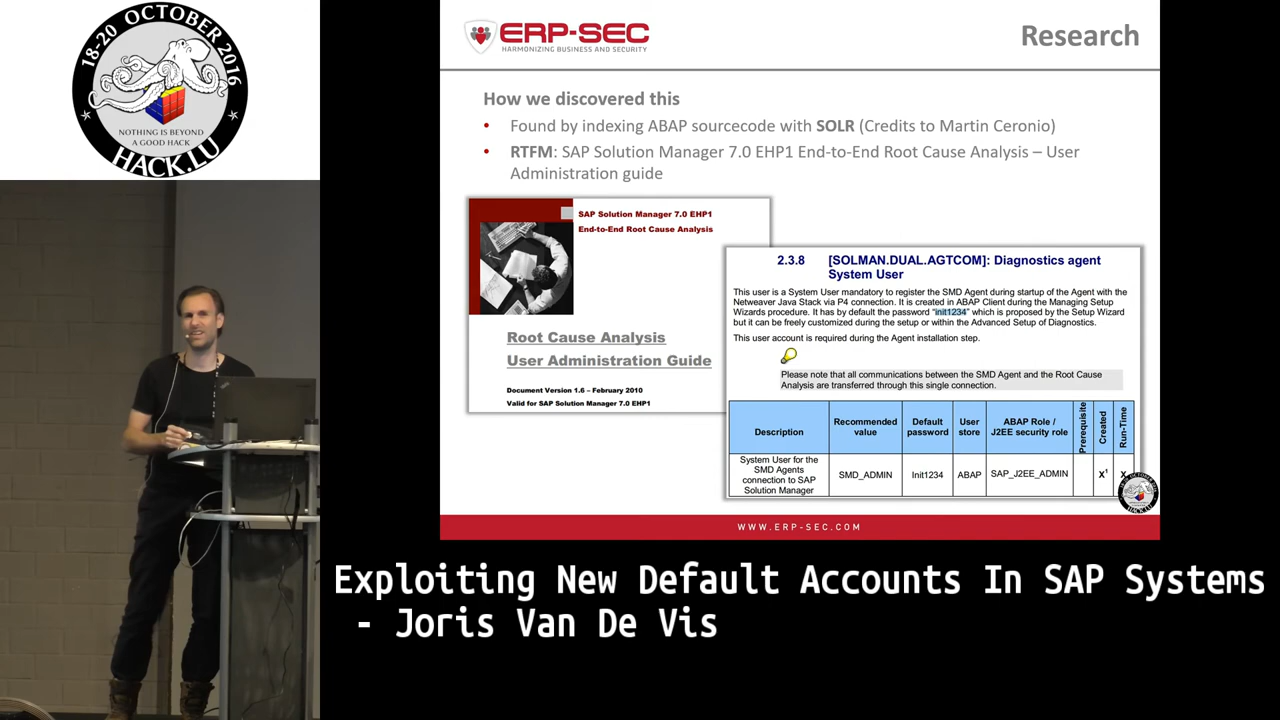 18-20 OCTOBER 2016
NOTHING IS BEYOND
A GOOD HACK
HACK.LU
ERP-SEC
HARMONIZING BUSINESS AND SECURITY
Research
How we discovered this
• Found by indexing ABAP sourcecode with SOLR (Credits to Martin Ceronio)
• RTFM: SAP Solution Manager 7.0 EHP1 End-to-End Root Cause Analysis – User
Administration guide
SAP Solution Manager 7.0 EHP1
End-to-End Root Cause Analysis
Root Cause Analysis
User Administration Guide
Document Version 1.6 – February 2010
Valid for SAP Solution Manager 7.0 EHP1
2.3.8 [SOLMAN.DUAL.AGTCOM]: Diagnostics agent
System User
This user is a System User mandatory to register the SMD Agent during startup of the Agent with the
Netweaver Java Stack via P4 connection. It is created in ABAP Client during the Managing Setup
Wizards procedure. It has by default the password "init1234" which is proposed by the Setup Wizard
but it can be freely customized during the setup or within the Advanced Setup of Diagnostics.
This user account is required during the Agent installation step.
Please note that all communications between the SMD Agent and the Root Cause
Analysis are transferred through this single connection.
Description Recommended value Default password User store ABAP Role / J2EE security role Prerequisite Created Run-Time
System User for the SMD Agents connection to SAP Solution Manager SMD_ADMIN Init1234 ABAP SAP_J2EE_ADMIN X¹ X
WWW.ERP-SEC.COM
Exploiting New Default Accounts In SAP Systems
- Joris Van De Vis